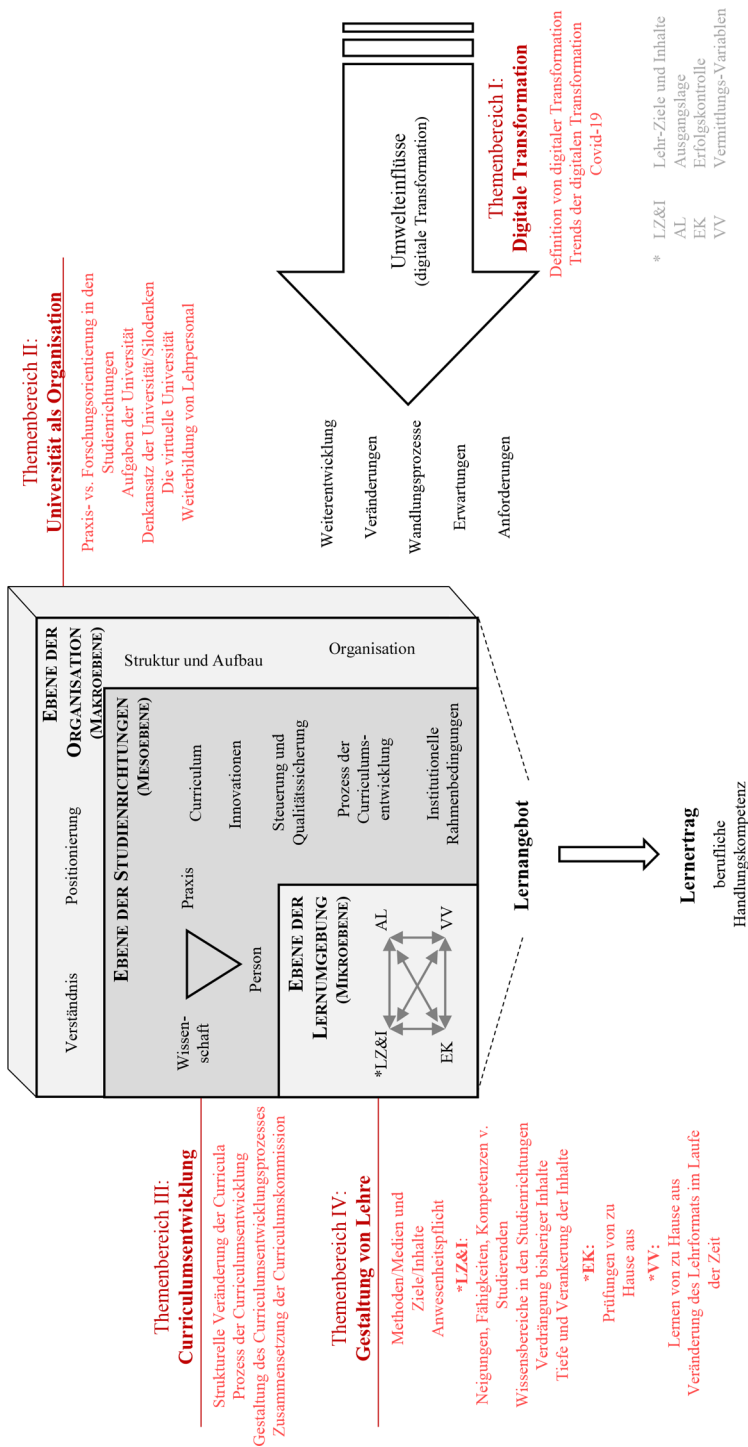 Themenbereich III:
Curriculumsentwicklung
Strukturelle Veränderung der Curricula
Prozess der Curriculumsentwicklung
Gestaltung des Curriculumsentwicklungsprozesses
Zusammensetzung der Curriculumskommission
Themenbereich IV:
Gestaltung von Lehre
Methoden/Medien und
Ziele/Inhalte
Anwesenheitspflicht
*LZ&I:
Neigungen, Fähigkeiten, Kompetenzen v.
Studierenden
Wissensbereiche in den Studienrichtungen
Verdrängung bisheriger Inhalte
Tiefe und Verankerung der Inhalte
*EK:
Prüfungen von zu
Hause aus
*VV:
Lernen von zu Hause aus
Veränderung des Lehrformats im Laufe
der Zeit
Verständnis
Positionierung
EBENE DER
ORGANISATION
(MAKROEBENE)
Struktur und Aufbau
Organisation
EBENE DER STUDIENRICHTUNGEN
(MESOEBENE)
Wissen-
schaft
Praxis
Person
Curriculum
Innovationen
Steuerung und
Qualitätssicherung
Prozess der
Curriculums-
entwicklung
Institutionelle
Rahmenbedingungen
EBENE DER
LERNUMGEBUNG
(MIKROEBENE)
*LZ&I
AL
EK
VV
Lernangebot
Lernertrag
berufliche
Handlungskompetenz
Themenbereich II:
Universität als Organisation
Praxis- vs. Forschungsorientierung in den
Studienrichtungen
Aufgaben der Universität
Denkansatz der Universität/Silodenken
Die virtuelle Universität
Weiterbildung von Lehrpersonal
Weiterentwicklung
Veränderungen
Wandlungsprozesse
Erwartungen
Anforderungen
Umwelteinflüsse
(digitale Transformation)
Themenbereich I:
Digitale Transformation
Definition von digitaler Transformation
Trends der digitalen Transformation
Covid-19
* LZ&I Lehr-Ziele und Inhalte
AL Ausgangslage
EK Erfolgskontrolle
VV Vermittlungs-Variablen